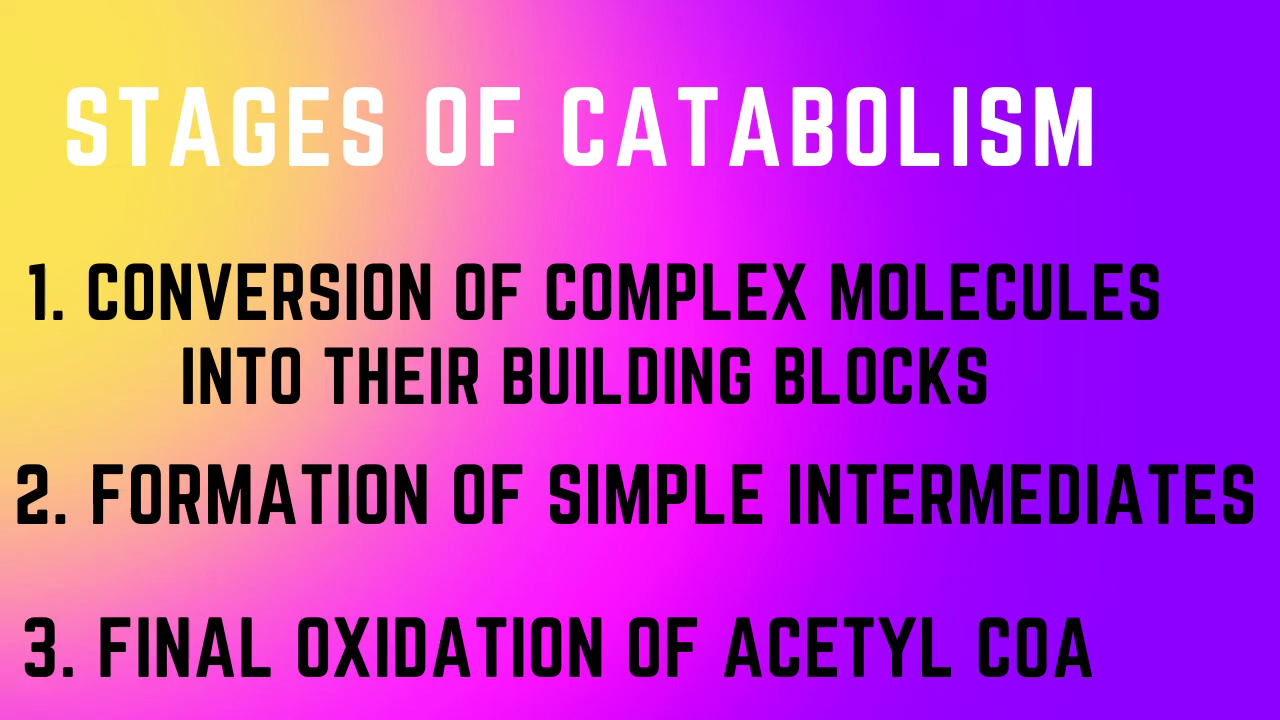 STAGES OF CATABOLISM
1. CONVERSION OF COMPLEX MOLECULES
INTO THEIR BUILDING BLOCKS
2. FORMATION OF SIMPLE INTERMEDIATES
3. FINAL OXIDATION OF ACETYL COA